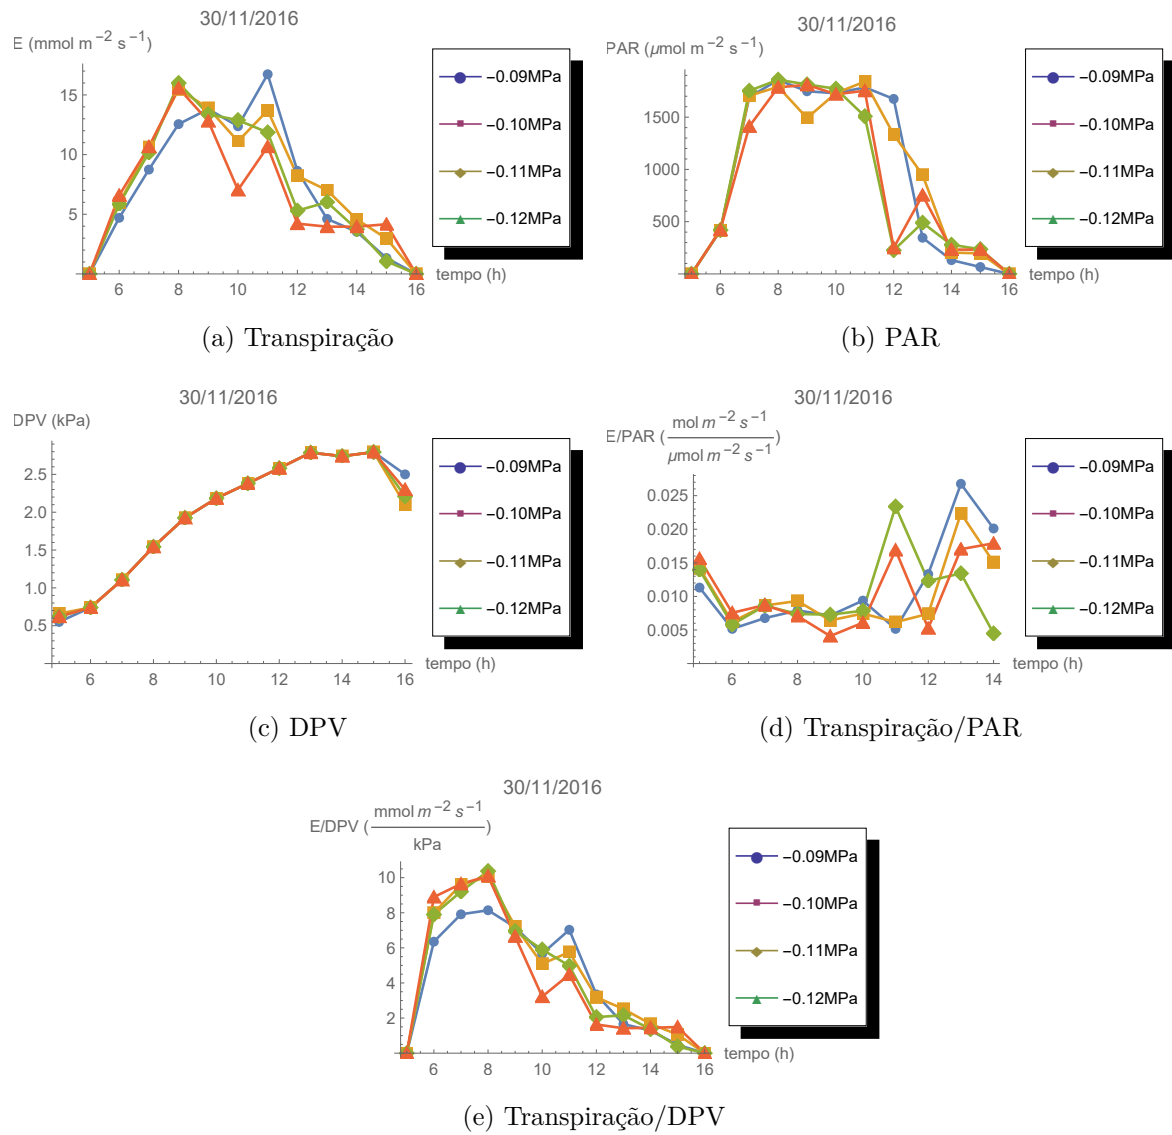 30/11/2016
E (mmol m⁻² s⁻¹)
15
10
5
6 8 10 12 14 16
tempo (h)
−0.09MPa
−0.10MPa
−0.11MPa
−0.12MPa
(a) Transpiração
30/11/2016
PAR (μmol m⁻² s⁻¹)
1500
1000
500
6 8 10 12 14 16
tempo (h)
−0.09MPa
−0.10MPa
−0.11MPa
−0.12MPa
(b) PAR
30/11/2016
DPV (kPa)
2.5
2.0
1.5
1.0
0.5
6 8 10 12 14 16
tempo (h)
−0.09MPa
−0.10MPa
−0.11MPa
−0.12MPa
(c) DPV
30/11/2016
E/PAR (mol m⁻² s⁻¹ / μmol m⁻² s⁻¹)
0.025
0.020
0.015
0.010
0.005
6 8 10 12 14
tempo (h)
−0.09MPa
−0.10MPa
−0.11MPa
−0.12MPa
(d) Transpiração/PAR
30/11/2016
E/DPV (mmol m⁻² s⁻¹ / kPa)
10
8
6
4
2
6 8 10 12 14 16
tempo (h)
−0.09MPa
−0.10MPa
−0.11MPa
−0.12MPa
(e) Transpiração/DPV